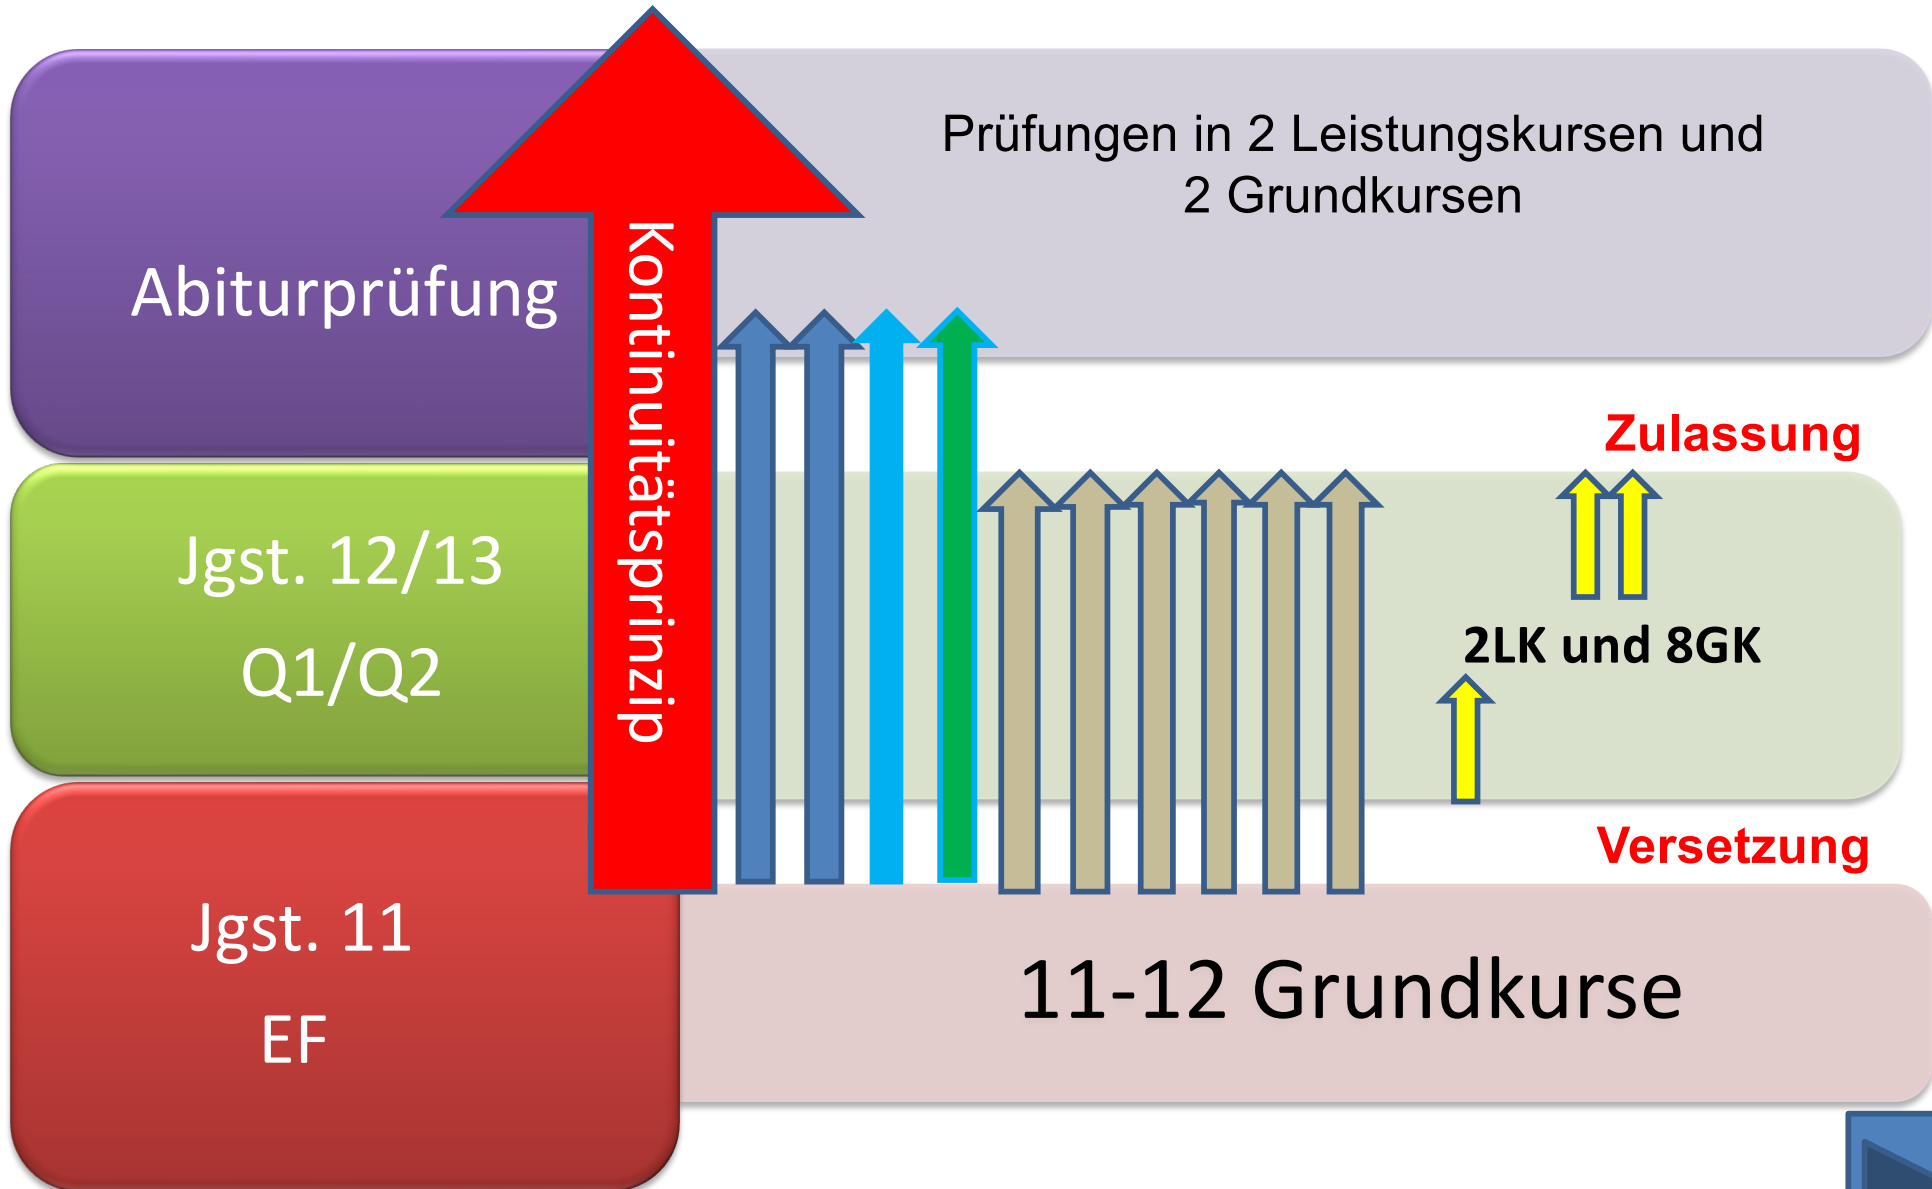 Prüfungen in 2 Leistungskursen und
2 Grundkursen
Abiturprüfung
Kontinuitätsprinzip
Zulassung
Jgst. 12/13
Q1/Q2
2LK und 8GK
Versetzung
Jgst. 11
EF
11-12 Grundkurse